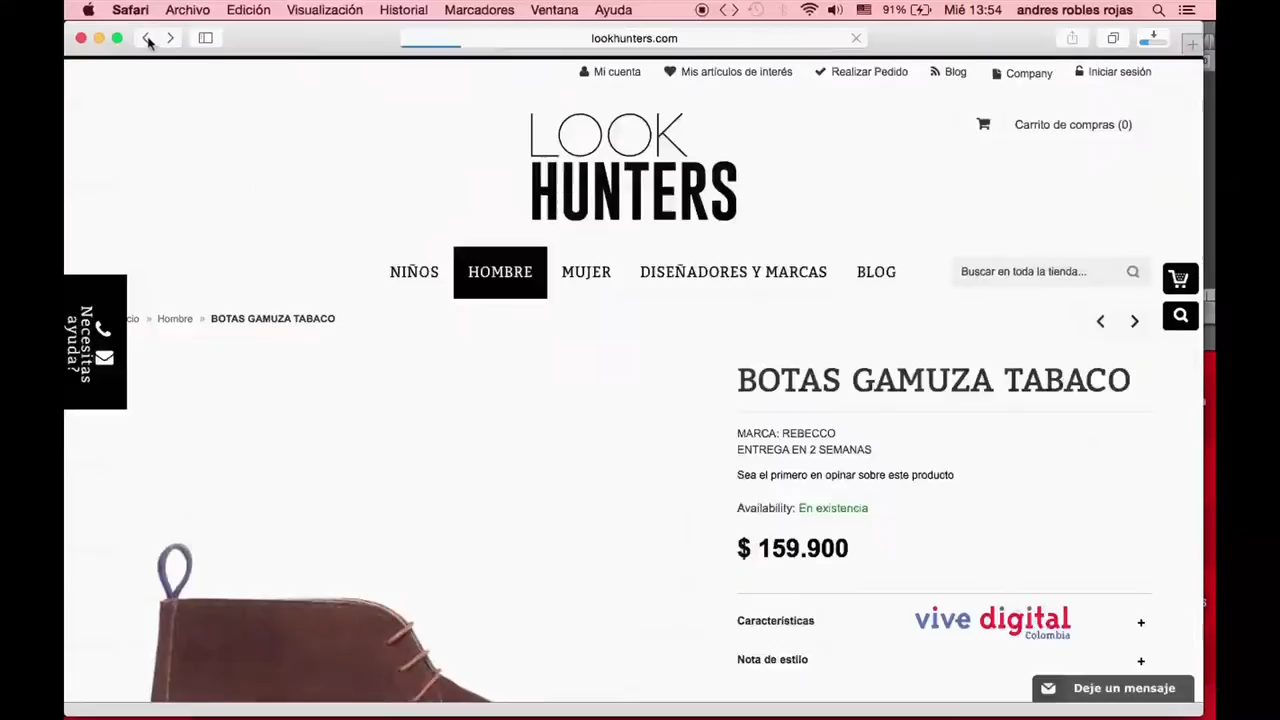 Safari Archivo Edición Visualización Historial Marcadores Ventana Ayuda 91% Mié 13:54 andres robles rojas
lookhunters.com
Mi cuenta Mis artículos de interés Realizar Pedido Blog Company Iniciar sesión
LOOK
HUNTERS
Carrito de compras (0)
NIÑOS HOMBRE MUJER DISEÑADORES Y MARCAS BLOG Buscar en toda la tienda...
Necesitas
ayuda?
cio » Hombre » BOTAS GAMUZA TABACO
BOTAS GAMUZA TABACO
MARCA: REBECCO
ENTREGA EN 2 SEMANAS
Sea el primero en opinar sobre este producto
Availability: En existencia
$ 159.900
Características +
vive digital
Colombia
Nota de estilo +
Deje un mensaje